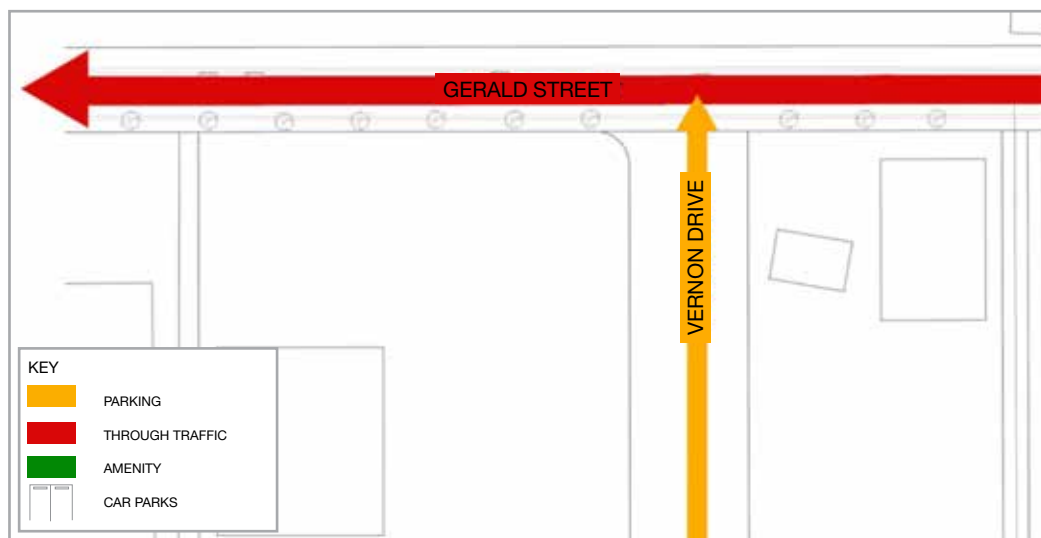 GERALD STREET
VERNON DRIVE
KEY
PARKING
THROUGH TRAFFIC
AMENITY
CAR PARKS